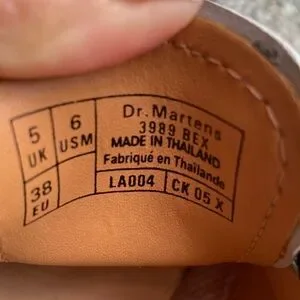 5 UK
6 USM
38 EU
Dr. Martens
3989 BEX
MADE IN THAILAND
Fabriqué en Thaïlande
LA004
CK 05 X